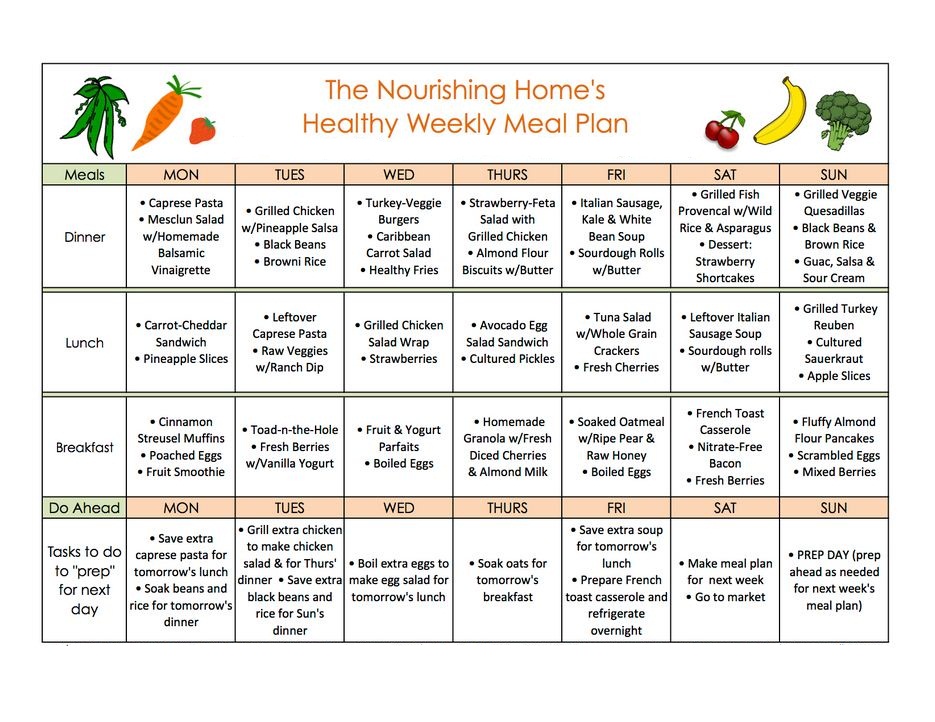 The Nourishing Home's
Healthy Weekly Meal Plan
Meals
MON
TUES
WED
THURS
FRI
SAT
SUN
Dinner
• Caprese Pasta
• Mesclun Salad
w/Homemade
Balsamic
Vinaigrette
• Grilled Chicken
w/Pineapple Salsa
• Black Beans
• Browni Rice
• Turkey-Veggie
Burgers
• Caribbean
Carrot Salad
• Healthy Fries
• Strawberry-Feta
Salad with
Grilled Chicken
• Almond Flour
Biscuits w/Butter
• Italian Sausage,
Kale & White
Bean Soup
• Sourdough Rolls
w/Butter
• Grilled Fish
Provencal w/Wild
Rice & Asparagus
• Dessert:
Strawberry
Shortcakes
• Grilled Veggie
Quesadillas
• Black Beans &
Brown Rice
• Guac, Salsa &
Sour Cream
Lunch
• Carrot-Cheddar
Sandwich
• Pineapple Slices
• Leftover
Caprese Pasta
• Raw Veggies
w/Ranch Dip
• Grilled Chicken
Salad Wrap
• Strawberries
• Avocado Egg
Salad Sandwich
• Cultured Pickles
• Tuna Salad
w/Whole Grain
Crackers
• Fresh Cherries
• Leftover Italian
Sausage Soup
• Sourdough rolls
w/Butter
• Grilled Turkey
Reuben
• Cultured
Sauerkraut
• Apple Slices
Breakfast
• Cinnamon
Streusel Muffins
• Poached Eggs
• Fruit Smoothie
• Toad-n-the-Hole
• Fresh Berries
w/Vanilla Yogurt
• Fruit & Yogurt
Parfaits
• Boiled Eggs
• Homemade
Granola w/Fresh
Diced Cherries
& Almond Milk
• Soaked Oatmeal
w/Ripe Pear &
Raw Honey
• Boiled Eggs
• French Toast
Casserole
• Nitrate-Free
Bacon
• Fresh Berries
• Fluffy Almond
Flour Pancakes
• Scrambled Eggs
• Mixed Berries
Do Ahead
MON
TUES
WED
THURS
FRI
SAT
SUN
Tasks to do
to "prep"
for next
day
• Save extra
caprese pasta for
tomorrow's lunch
• Soak beans and
rice for tomorrow's
dinner
• Grill extra chicken
to make chicken
salad & for Thurs'
dinner • Save extra
black beans and
rice for Sun's
dinner
• Boil extra eggs to
make egg salad for
tomorrow's lunch
• Soak oats for
tomorrow's
breakfast
• Save extra soup
for tomorrow's
lunch
• Prepare French
toast casserole and
refrigerate
overnight
• Make meal plan
for next week
• Go to market
• PREP DAY (prep
ahead as needed
for next week's
meal plan)